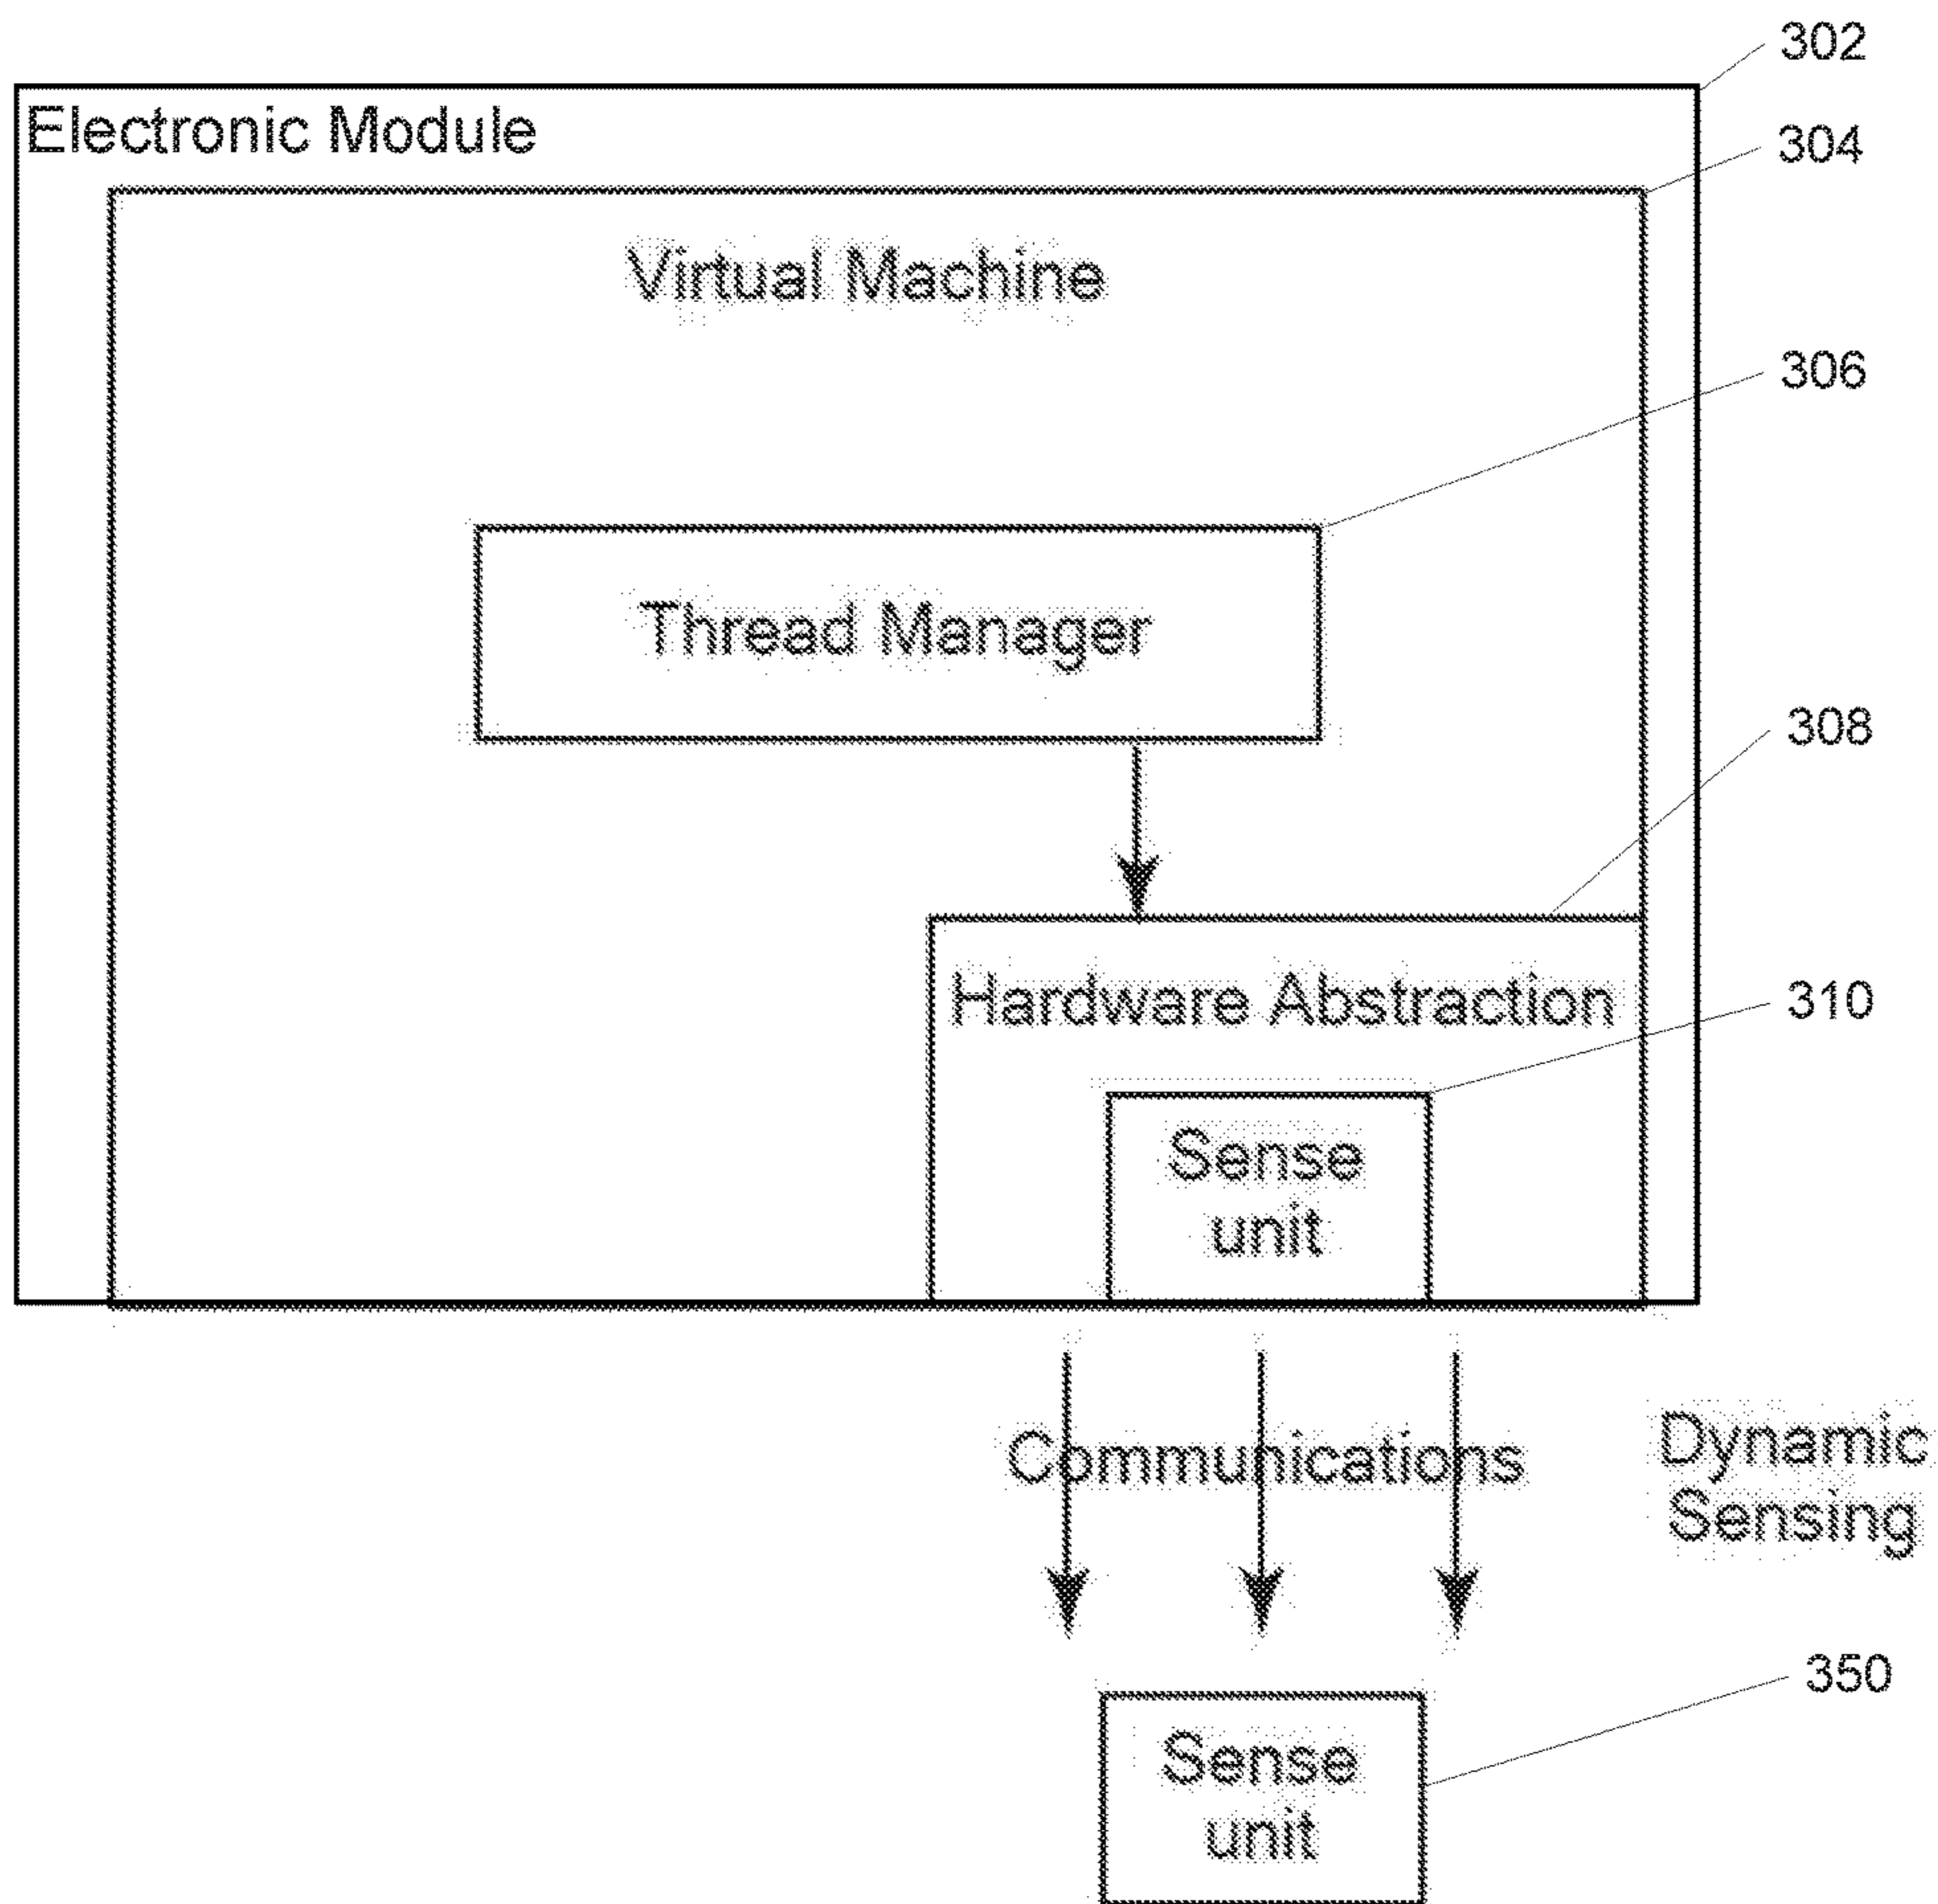 302
Electronic Module
304
Virtual Machine
306
Thread Manager
308
Hardware Abstraction
310
Sense
unit
Communications
Dynamic
Sensing
350
Sense
unit